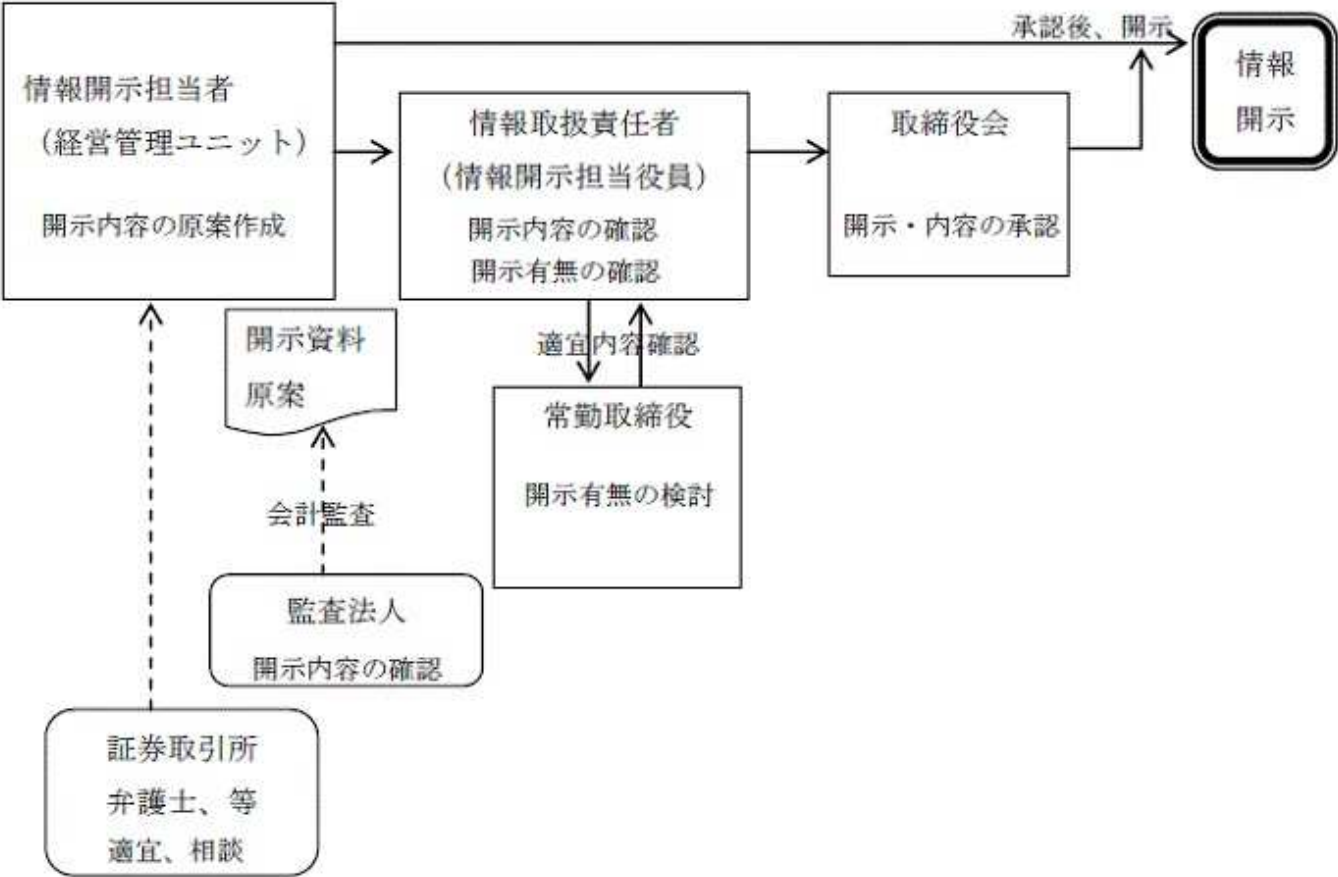 承認後、開示
情報
開示
情報開示担当者
（経営管理ユニット）
開示内容の原案作成
情報取扱責任者
（情報開示担当役員）
開示内容の確認
開示有無の確認
取締役会
開示・内容の承認
開示資料
原案
適宜内容確認
常勤取締役
開示有無の検討
会計監査
監査法人
開示内容の確認
証券取引所
弁護士、等
適宜、相談